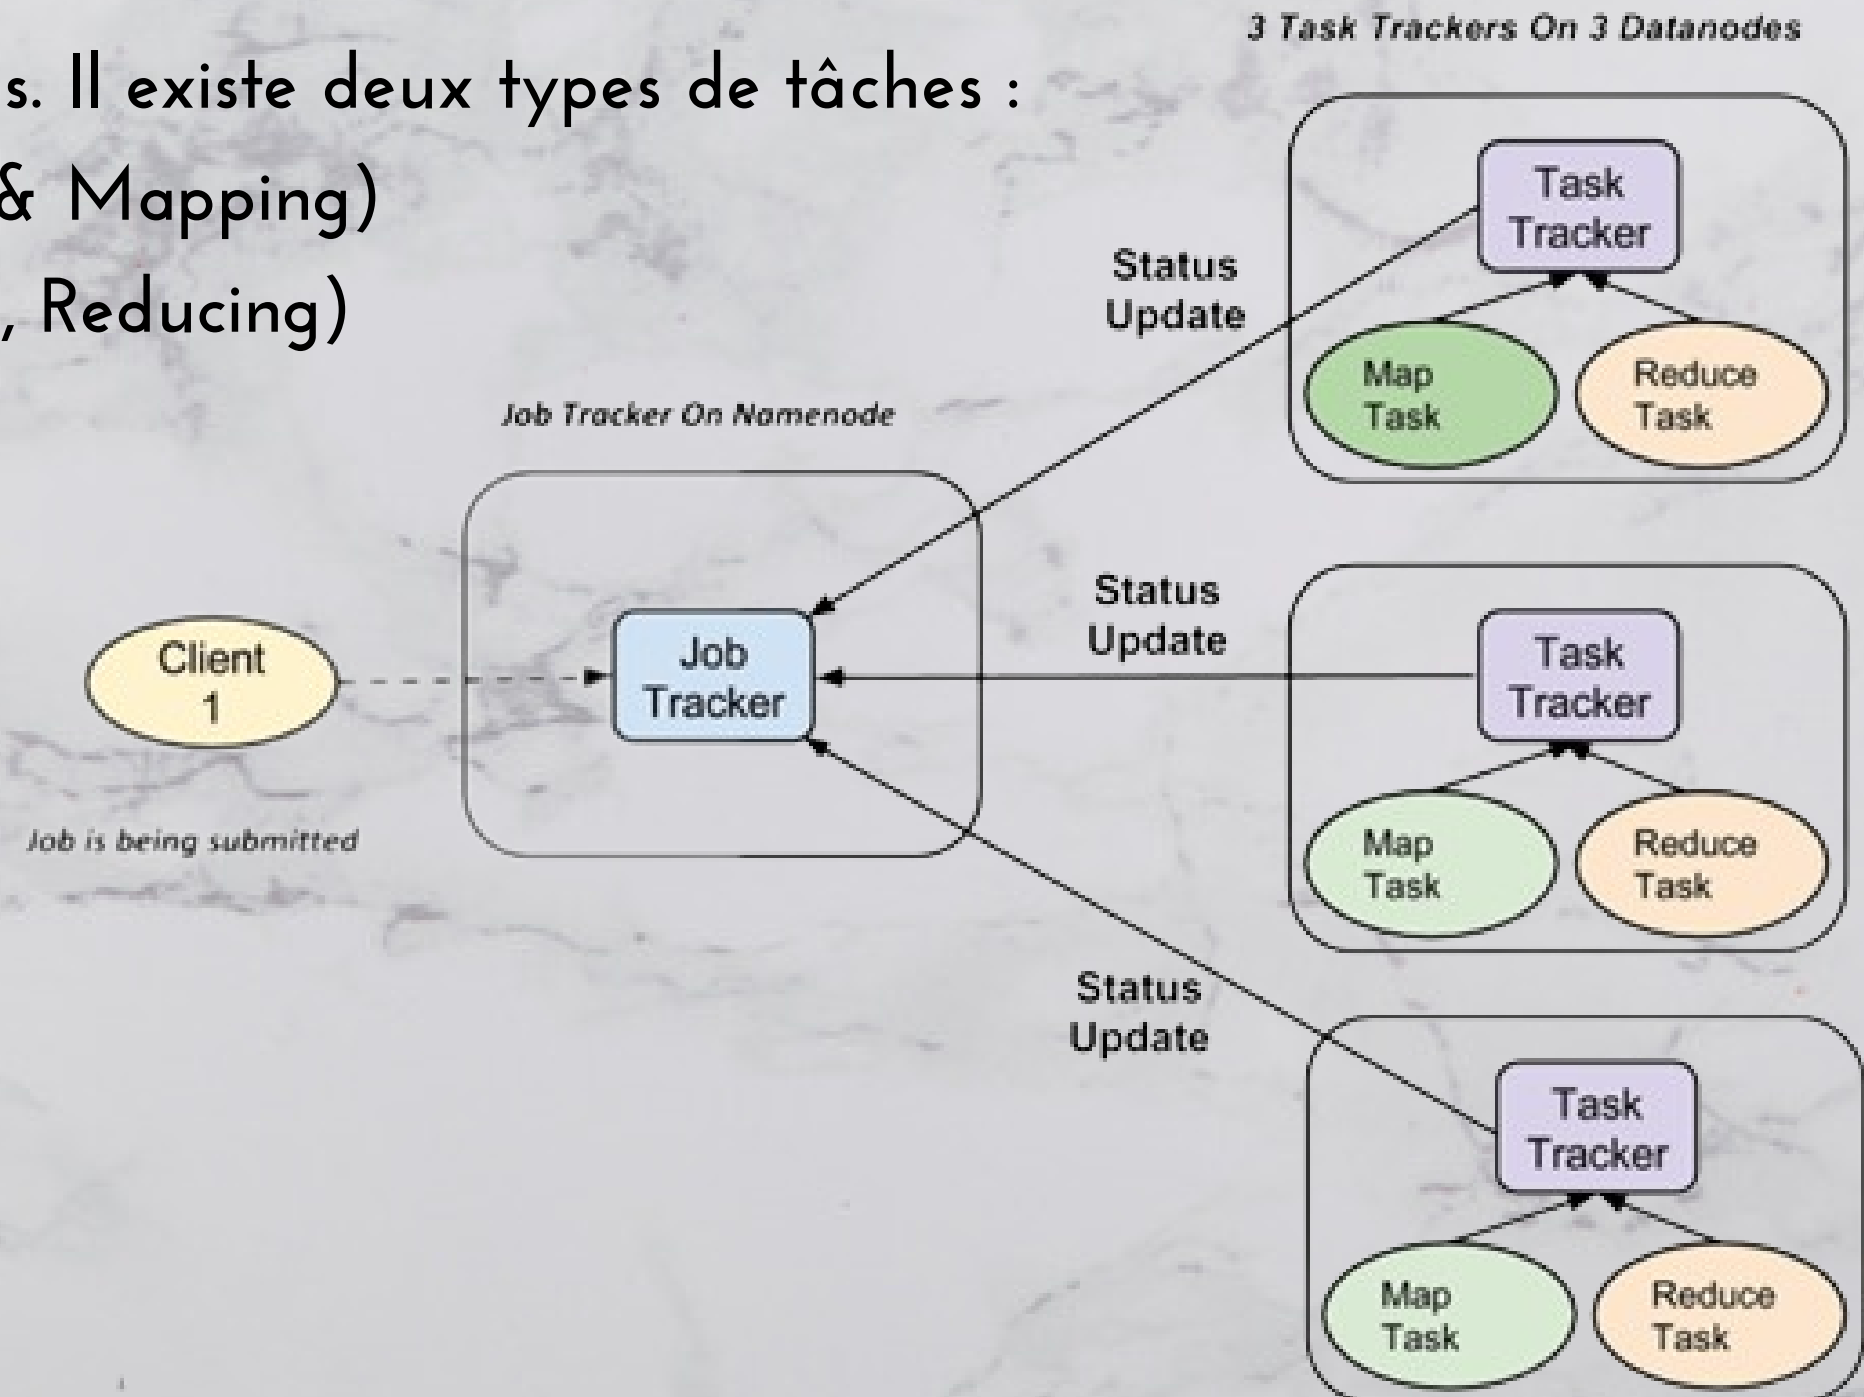 3 Task Trackers On 3 Datanodes
s. Il existe deux types de tâches :
& Mapping)
, Reducing)
Job Tracker On Namenode
Client
1
Job is being submitted
Job
Tracker
Status
Update
Task
Tracker
Map
Task
Reduce
Task
Status
Update
Task
Tracker
Map
Task
Reduce
Task
Status
Update
Task
Tracker
Map
Task
Reduce
Task